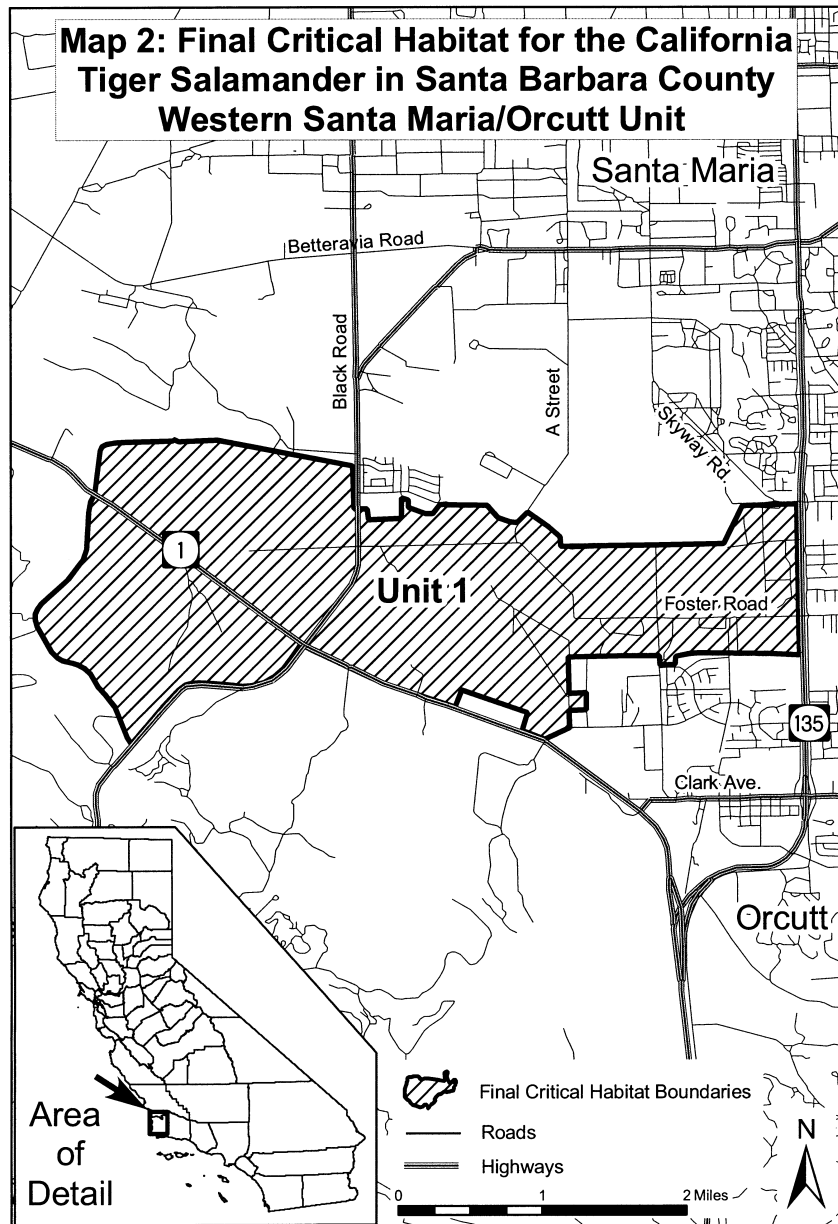 Map 2: Final Critical Habitat for the California
Tiger Salamander in Santa Barbara County
Western Santa Maria/Orcutt Unit
Santa Maria
Betteravia Road
Black Road
A Street
Skyway Rd.
1
Unit 1
Foster Road
135
Clark Ave.
Orcutt
Area
of
Detail
Final Critical Habitat Boundaries
Roads
Highways
N
0 1 2 Miles